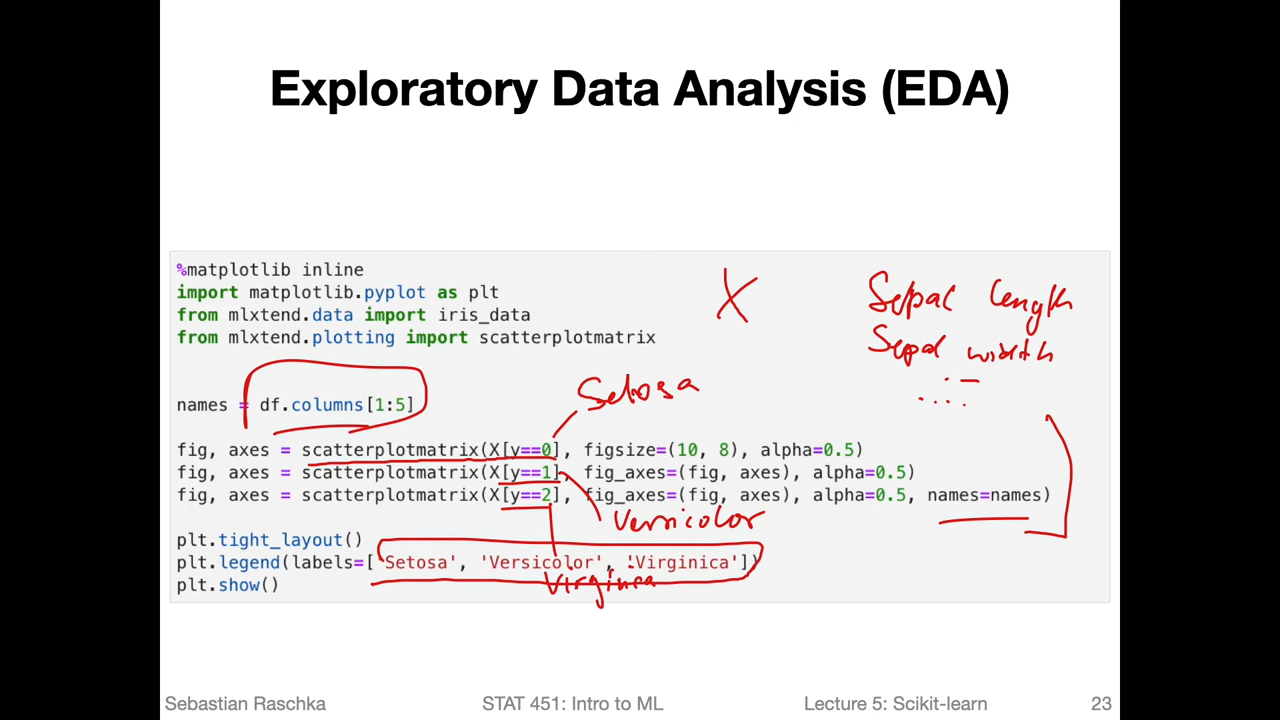 Exploratory Data Analysis (EDA)
%matplotlib inline
import matplotlib.pyplot as plt
from mlxtend.data import iris_data
from mlxtend.plotting import scatterplotmatrix
X
Sepal length
Sepal width
....
Setosa
names = df.columns[1:5]
fig, axes = scatterplotmatrix(X[y==0], figsize=(10, 8), alpha=0.5)
fig, axes = scatterplotmatrix(X[y==1], fig_axes=(fig, axes), alpha=0.5)
fig, axes = scatterplotmatrix(X[y==2], fig_axes=(fig, axes), alpha=0.5, names=names)
Versicolor
plt.tight_layout()
plt.legend(labels=['Setosa', 'Versicolor', 'Virginica'])
Virginica
plt.show()
Sebastian Raschka
STAT 451: Intro to ML
Lecture 5: Scikit-learn
23